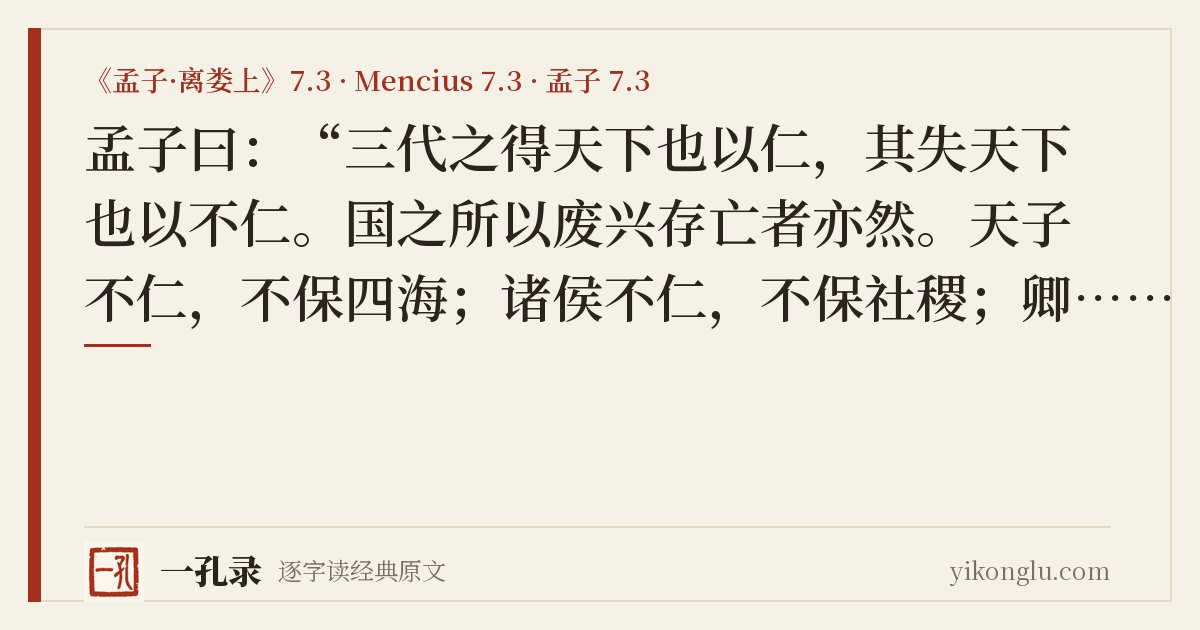 《孟子·离娄上》7.3 · Mencius 7.3 · 孟子 7.3
孟子曰：“三代之得天下也以仁，其失天下
也以不仁。国之所以废兴存亡者亦然。天子
不仁，不保四海；诸侯不仁，不保社稷；卿……
一孔
一孔录 逐字读经典原文
yikonglu.com